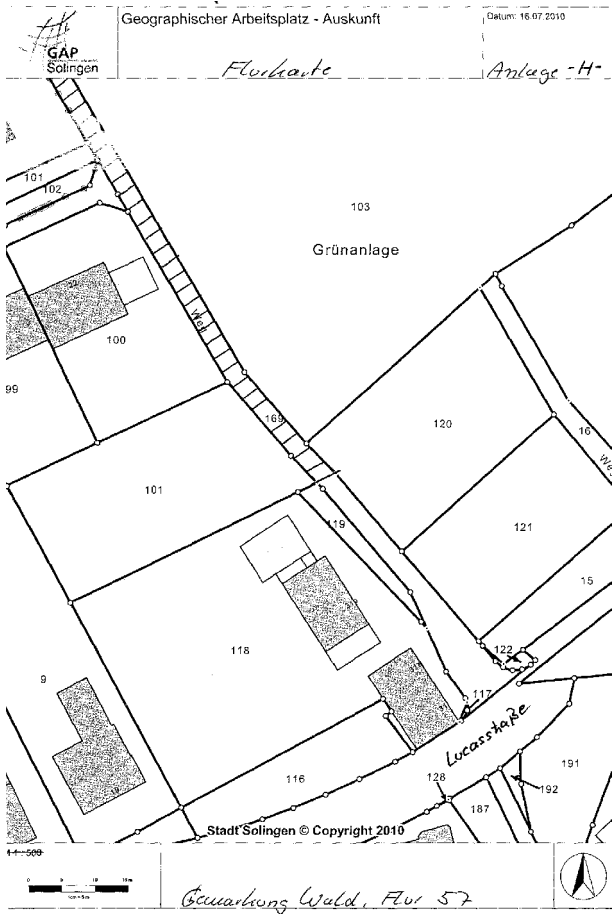 Geographischer Arbeitsplatz - Auskunft
Datum: 16.07.2010
GAP
Solingen
Flurkarte
Anlage -H-
101
102
103
Grünanlage
Weg
100
99
169
120
16
Weg
101
119
121
15
118
122
9
117
Lucasstraße
116
128
191
192
187
Stadt Solingen © Copyright 2010
Gemarkung Wald, Flur 57